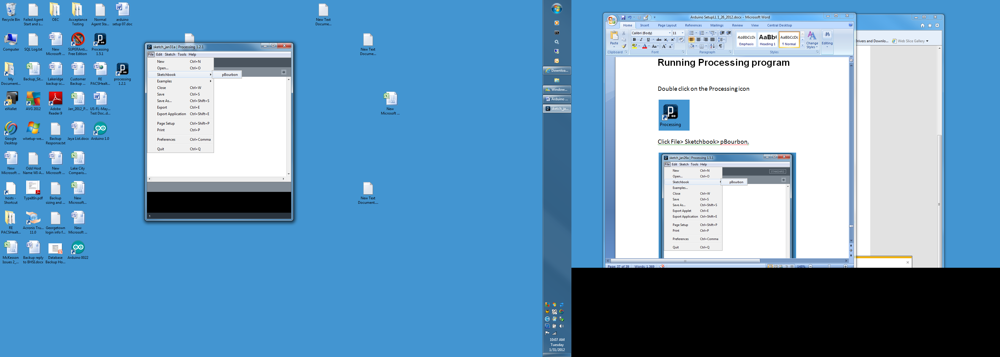 Recycle Bin
Failed Agent
Start and s...
OEC
Acceptance
Testing
Normal
Agent Sta...
arduino
setup 07.doc
Computer
SQL Log.txt
New
Microsoft ...
SUPERAnti...
Free Edition
Processing
1.5.1
My
Document...
Backup_Sit...
Lakeridge
backup sc...
Customer
Backup ...
RE
PACSHealt...
processing
1.2.1
eWallet
AVG 2012
Adobe
Reader 9
Jan_2012_P...
US-FL-May...
Test Doc..d...
Google
Desktop
wlsetup-we...
Backup
Response.txt
Jaya List.docx
Arduino 1.0
New
Microsoft ...
Odd Host
Name WI-A...
New
Microsoft ...
Lake City
Comparis...
hosts -
Shortcut
TypeItIn.pdf
Backup
sizing and ...
New
Microsoft...
RE
PACSHealt...
Acronis Tru...
11.0
Georgetown
login info f...
New
Microsoft ...
McKesson
Issues 2_...
Backup reply
to BHSI.docx
Database
Backup Ho...
Arduino 0022
New Text
Docume...
New Text
Docume...
New
Microsoft ...
New Text
Document....
sketch_jan31a | Processing 1.2.1
File Edit Sketch Tools Help
New Ctrl+N
Open... Ctrl+O
Sketchbook pBourbon
Examples
Close Ctrl+W
Save Ctrl+S
Save As... Ctrl+Shift+S
Export Ctrl+E
Export Application Ctrl+Shift+E
Page Setup Ctrl+Shift+P
Print Ctrl+P
Preferences Ctrl+Comma
Quit Ctrl+Q
1
Downloa...
Window...
Arduino ...
sketch_ja...
10:07 AM
Tuesday
1/31/2012
Arduino SetupLL 1_26_2012.docx - Microsoft Word
Home Insert Page Layout References Mailings Review View Central Desktop
Paste
Clipboard
Calibri (Body) 11
Font
Paragraph
AaBbCcDc AaBb( AaBbCcDc
Emphasis Heading 1 ¶ Normal
Change
Styles
Styles
Editing
Running Processing program
Double click on the Processing icon
Processing
Click File> Sketchbook> pBourbon.
sketch_jan26a | Processing 1.5.1
File Edit Sketch Tools Help
STANDARD
New Ctrl+N
Open... Ctrl+O
Sketchbook pBourbon
Examples...
Close Ctrl+W
Save Ctrl+S
Save As... Ctrl+Shift+S
Export Applet Ctrl+E
Export Application Ctrl+Shift+E
Page Setup Ctrl+Shift+P
Print Ctrl+P
Preferences Ctrl+Comma
Quit Ctrl+Q
Page: 37 of 39 Words: 1,369 148%
Drivers and Downlo... Web Slice Gallery